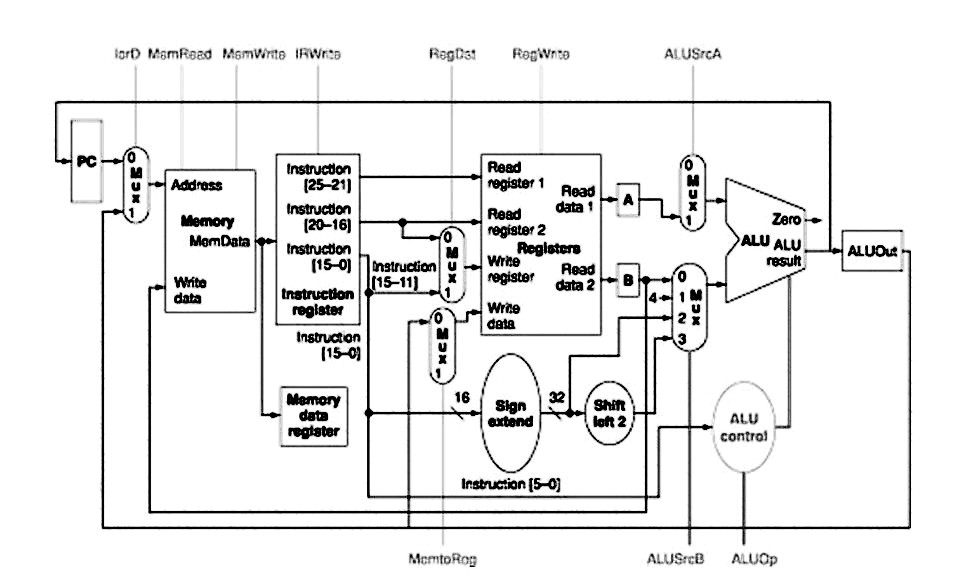 IorD MemRead MemWrite IRWrite RegDst RegWrite ALUSrcA
PC
0
M
u
x
1
Address
Memory
MemData
Write
data
Instruction
[25–21]
Instruction
[20–16]
Instruction
[15–0]
Instruction
register
Instruction
[15–0]
Memory
data
register
Instruction
[15–11]
0
M
u
x
1
0
M
u
x
1
Read
register 1
Read
register 2
Registers
Write
register
Write
data
Read
data 1
Read
data 2
A
B
4
0
M
u
x
1
0
1
2
3
M
u
x
Zero
ALU
ALU
result
ALUOut
16
Sign
extend
32
Shift
left 2
ALU
control
Instruction [5–0]
MemtoReg ALUSrcB ALUOp